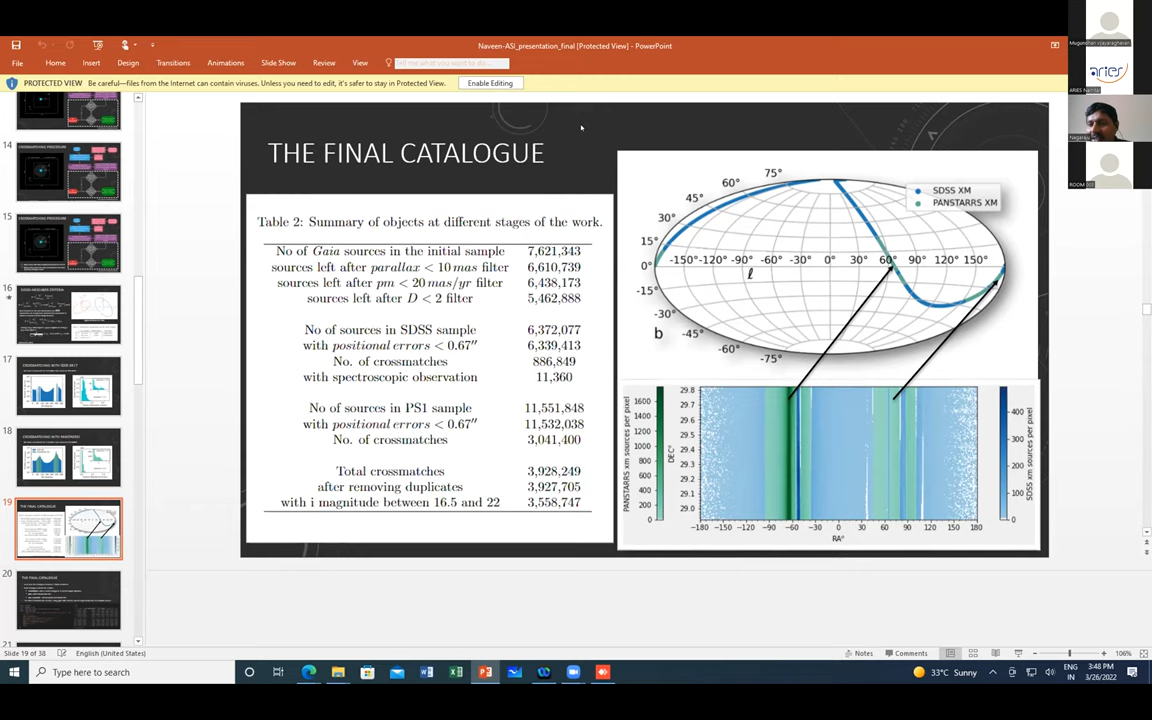 Naveen-ASI_presentation_final [Protected View] - PowerPoint
File Home Insert Design Transitions Animations Slide Show Review View Tell me what you want to do...
PROTECTED VIEW Be careful—files from the Internet can contain viruses. Unless you need to edit, it's safer to stay in Protected View. Enable Editing
ARIES
14
15
16
17
18
19
20
21
THE FINAL CATALOGUE
Table 2: Summary of objects at different stages of the work.
No of Gaia sources in the initial sample 7,621,343
sources left after parallax < 10 mas filter 6,610,739
sources left after pm < 20 mas/yr filter 6,438,173
sources left after D < 2 filter 5,462,888
No of sources in SDSS sample 6,372,077
with positional errors < 0.67″ 6,339,413
No. of crossmatches 886,849
with spectroscopic observation 11,360
No of sources in PS1 sample 11,551,848
with positional errors < 0.67″ 11,532,038
No. of crossmatches 3,041,400
Total crossmatches 3,928,249
after removing duplicates 3,927,705
with i magnitude between 16.5 and 22 3,558,747
SDSS XM
PANSTARRS XM
75°
60°
45°
30°
15°
0°
-150° -120° -90° -60° -30° 0° 30° 60° 90° 120° 150°
ℓ
-15°
-30°
b
-45°
-60°
-75°
PANSTARRS xm sources per pixel
1600
1400
1200
1000
800
600
400
200
0
DEC°
29.8
29.7
29.6
29.5
29.4
29.3
29.2
29.1
29.0
−180 −150 −120 −90 −60 −30 0 30 60 90 120 150 180
RA°
400
300
200
100
0
SDSS xm sources per pixel
Slide 19 of 38 English (United States) Notes Comments 106%
Type here to search
33°C Sunny
ENG
IN
3:48 PM
3/26/2022